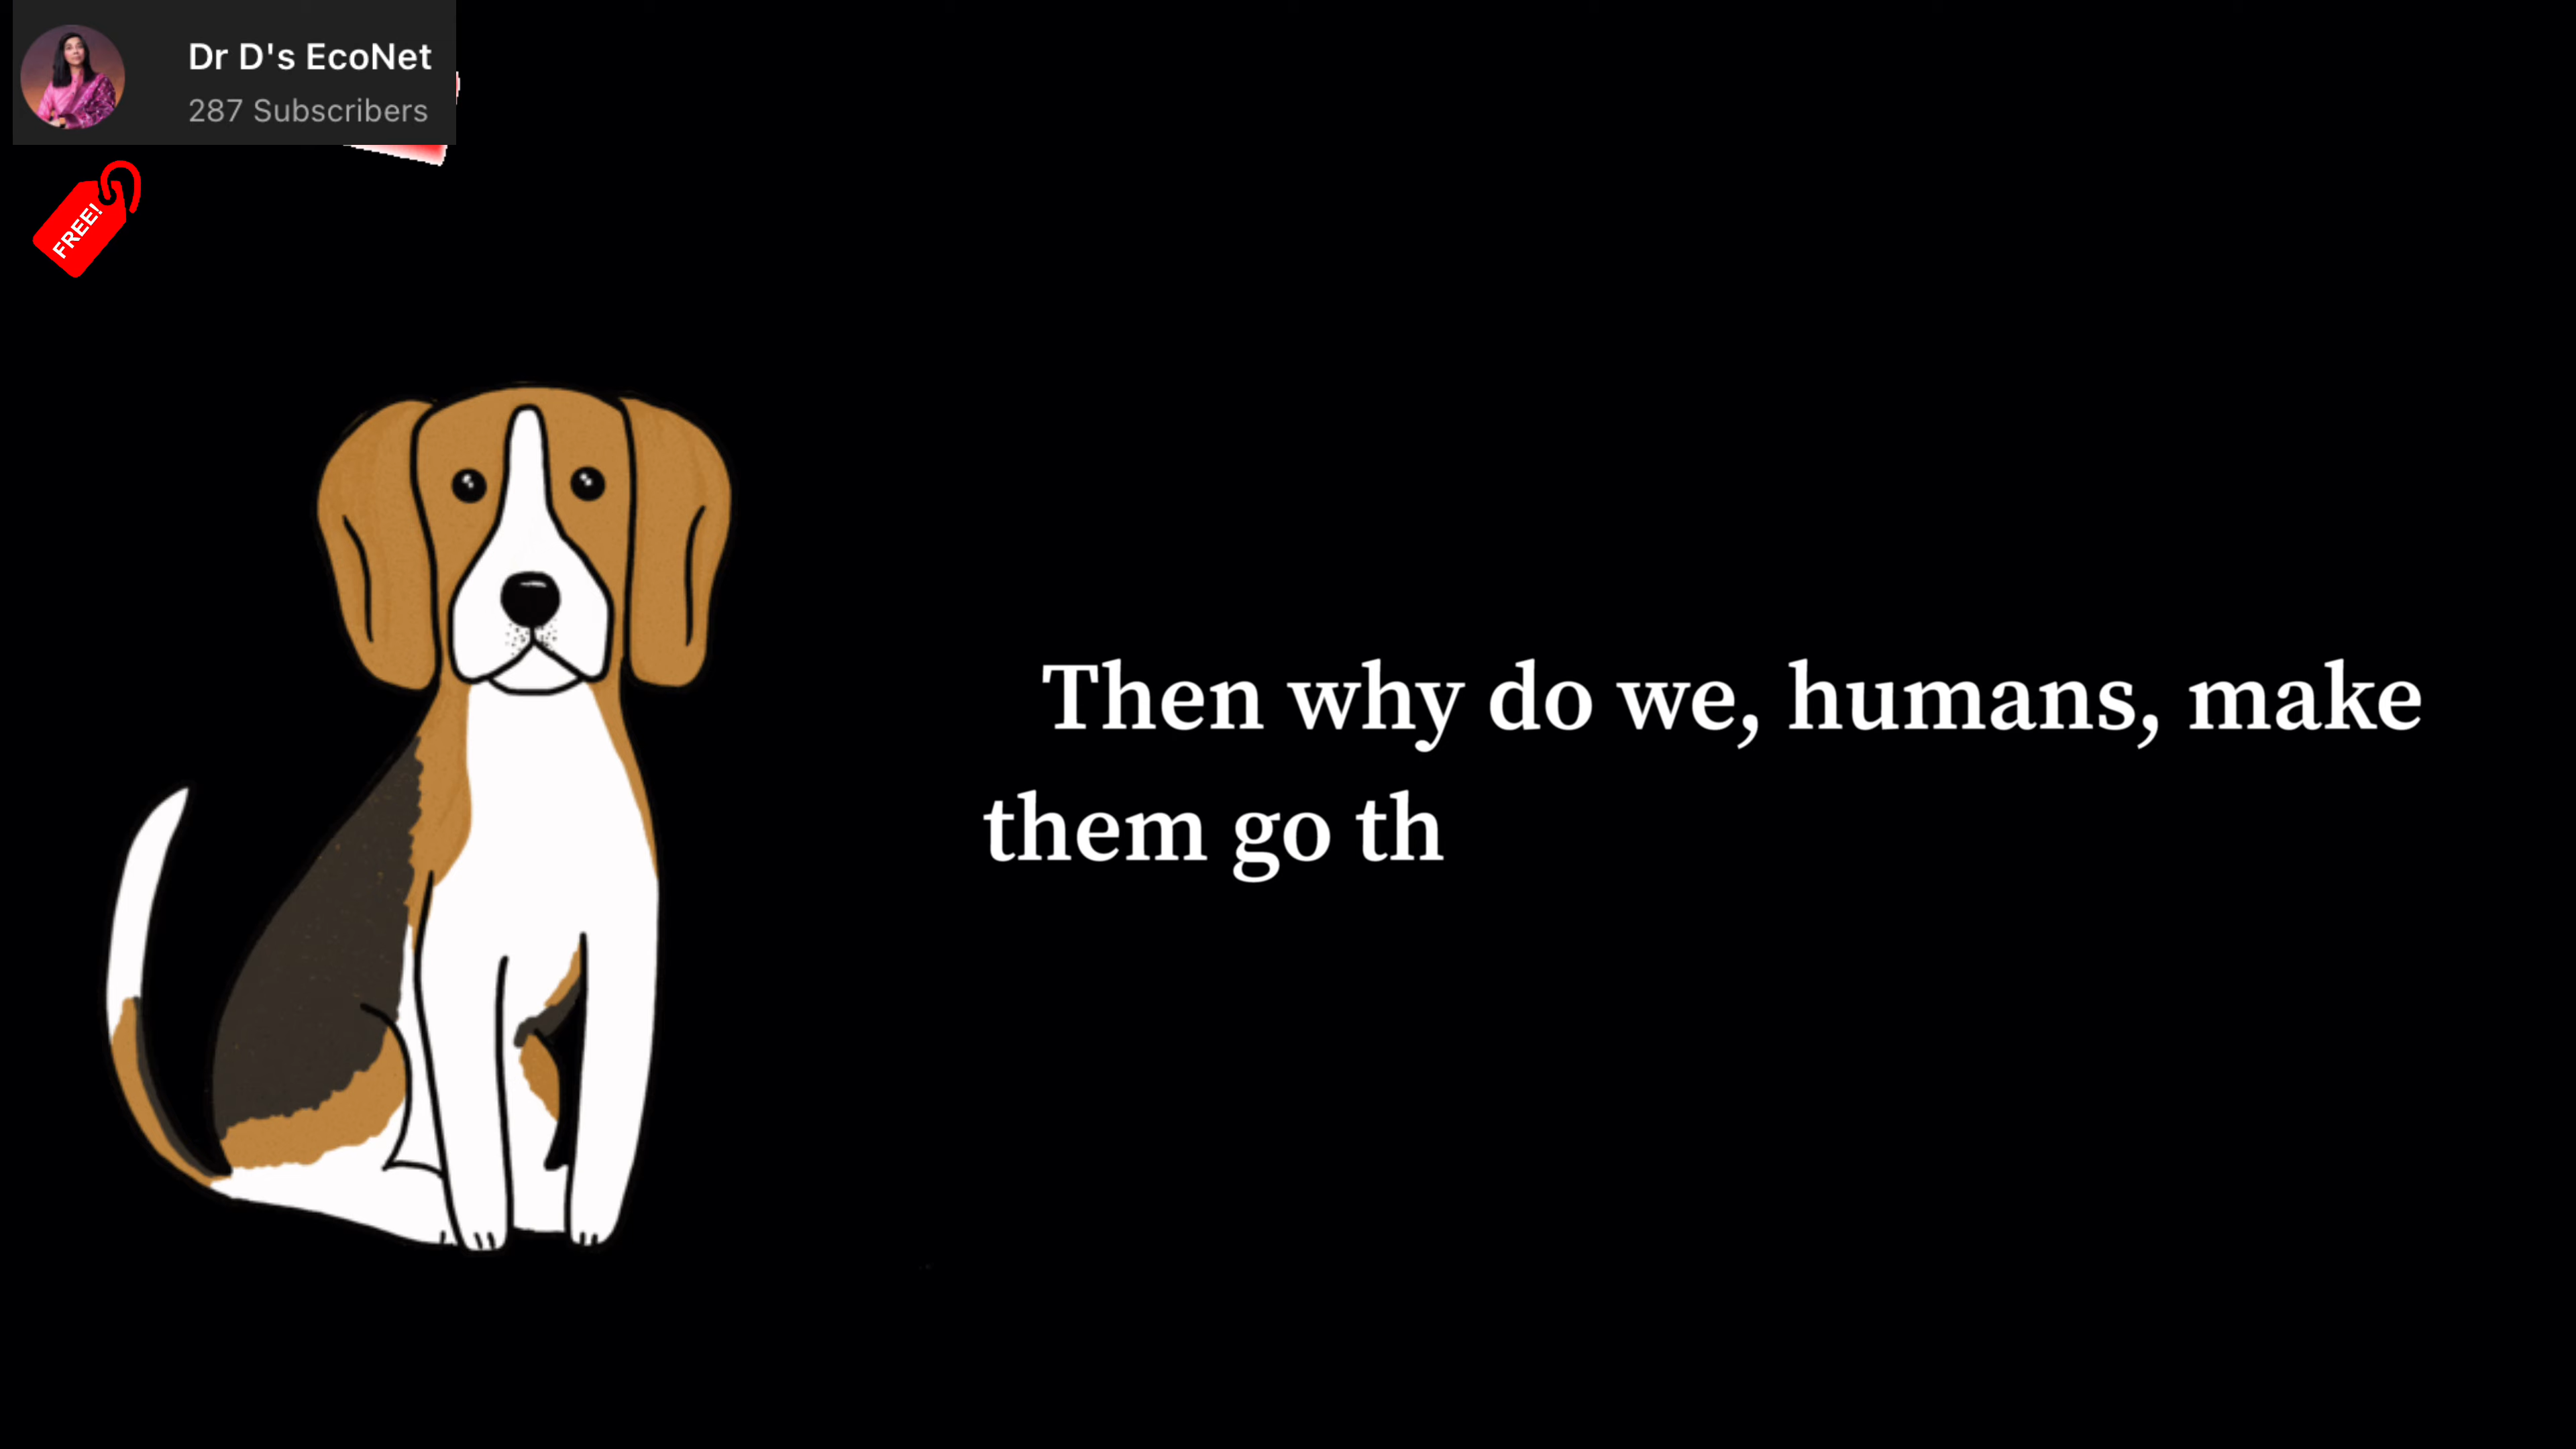 Dr D's EcoNet
287 Subscribers
FREE!
Then why do we, humans, make
them go th